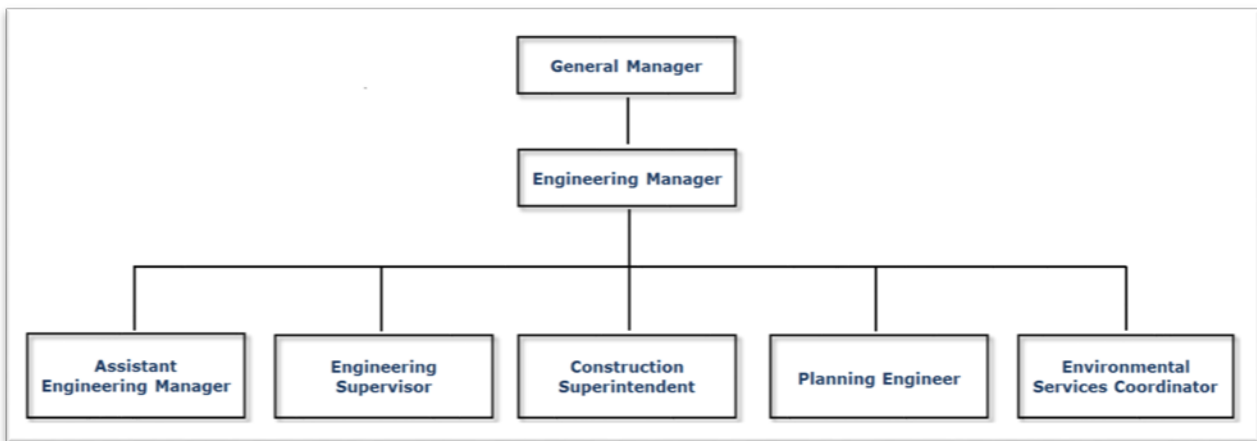 General Manager
Engineering Manager
Assistant
Engineering Manager
Engineering
Supervisor
Construction
Superintendent
Planning Engineer
Environmental
Services Coordinator